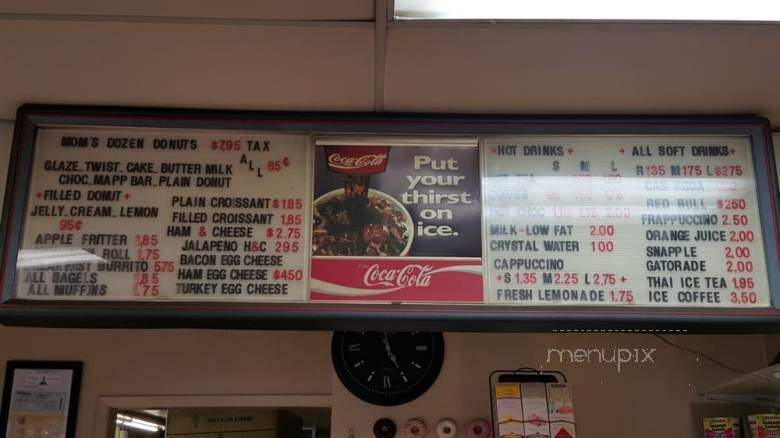 MOM'S DOZEN DONUTS $7.95 TAX
GLAZE. TWIST. CAKE. BUTTER MILK ALL 85¢
CHOC. MAPP BAR. PLAIN DONUT
FILLED DONUT
JELLY. CREAM. LEMON
95¢
APPLE FRITTER 1.85
ROLL 1.75
BURRITO 5.75
ALL BAGELS 1.85
ALL MUFFINS 1.75
PLAIN CROISSANT $1.85
FILLED CROISSANT 1.85
HAM & CHEESE $2.75
JALAPENO H&C 2.95
BACON EGG CHEESE
HAM EGG CHEESE $4.50
TURKEY EGG CHEESE
Coca-Cola
Put
your
thirst
on
ice.
Coca-Cola
HOT DRINKS
S M L
MILK-LOW FAT 2.00
CRYSTAL WATER 1.00
CAPPUCCINO
S 1.35 M 2.25 L 2.75
FRESH LEMONADE 1.75
ALL SOFT DRINKS
R 1.35 M 1.75 L $2.75
RED BULL $2.50
FRAPPUCCINO 2.50
ORANGE JUICE 2.00
SNAPPLE 2.00
GATORADE 2.00
THAI ICE TEA 1.95
ICE COFFEE 3.50
menupix